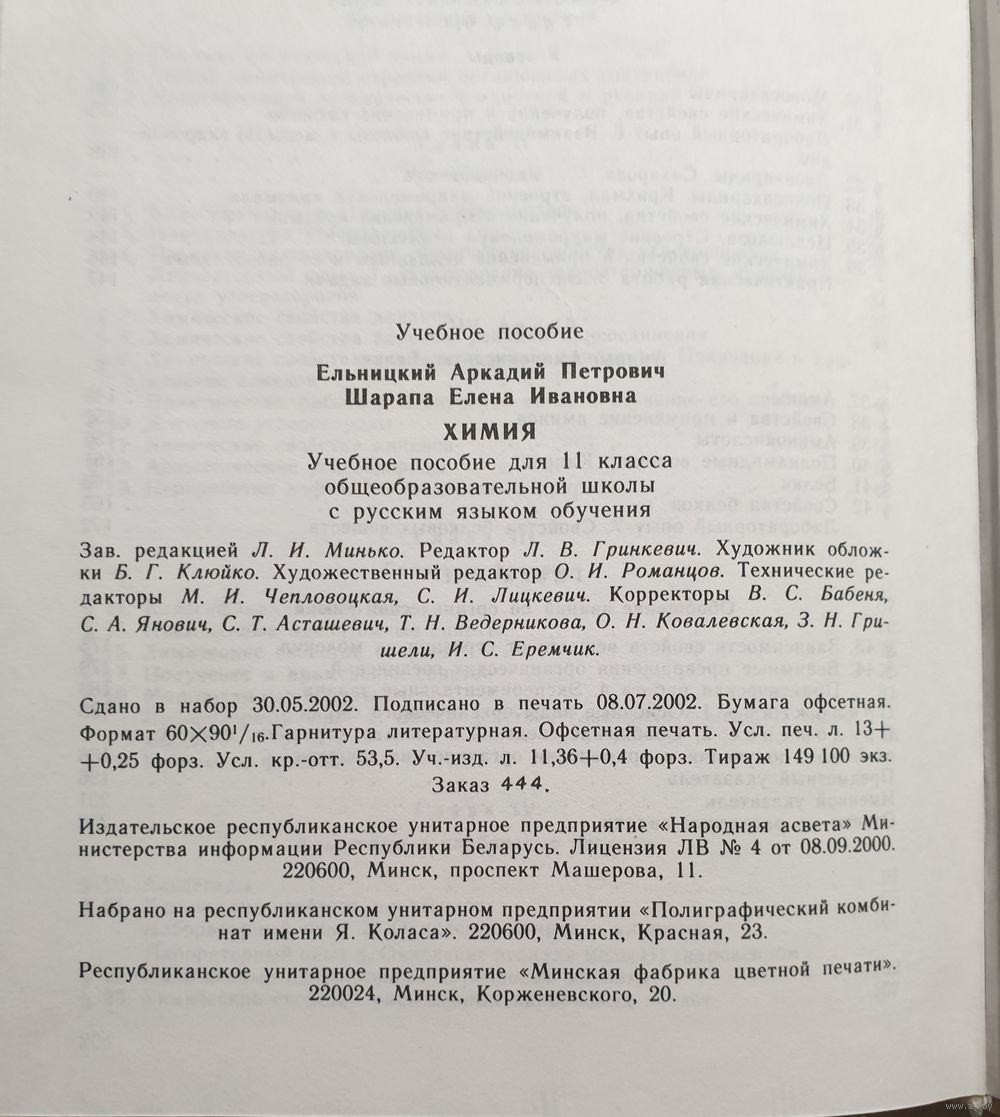 Учебное пособие
Ельницкий Аркадий Петрович
Шарапа Елена Ивановна
ХИМИЯ
Учебное пособие для 11 класса
общеобразовательной школы
с русским языком обучения
Зав. редакцией Л. И. Минько. Редактор Л. В. Гринкевич. Художник облож-
ки Б. Г. Клюйко. Художественный редактор О. И. Романцов. Технические ре-
дакторы М. И. Чепловоцкая, С. И. Лицкевич. Корректоры В. С. Бабеня,
С. А. Янович, С. Т. Асташевич, Т. Н. Ведерникова, О. Н. Ковалевская, З. Н. Гри-
шели, И. С. Еремчик.
Сдано в набор 30.05.2002. Подписано в печать 08.07.2002. Бумага офсетная.
Формат 60×90¹/₁₆.Гарнитура литературная. Офсетная печать. Усл. печ. л. 13+
+0,25 форз. Усл. кр.-отт. 53,5. Уч.-изд. л. 11,36+0,4 форз. Тираж 149 100 экз.
Заказ 444.
Издательское республиканское унитарное предприятие «Народная асвета» Ми-
нистерства информации Республики Беларусь. Лицензия ЛВ № 4 от 08.09.2000.
220600, Минск, проспект Машерова, 11.
Набрано на республиканском унитарном предприятии «Полиграфический комби-
нат имени Я. Коласа». 220600, Минск, Красная, 23.
Республиканское унитарное предприятие «Минская фабрика цветной печати».
220024, Минск, Корженевского, 20.